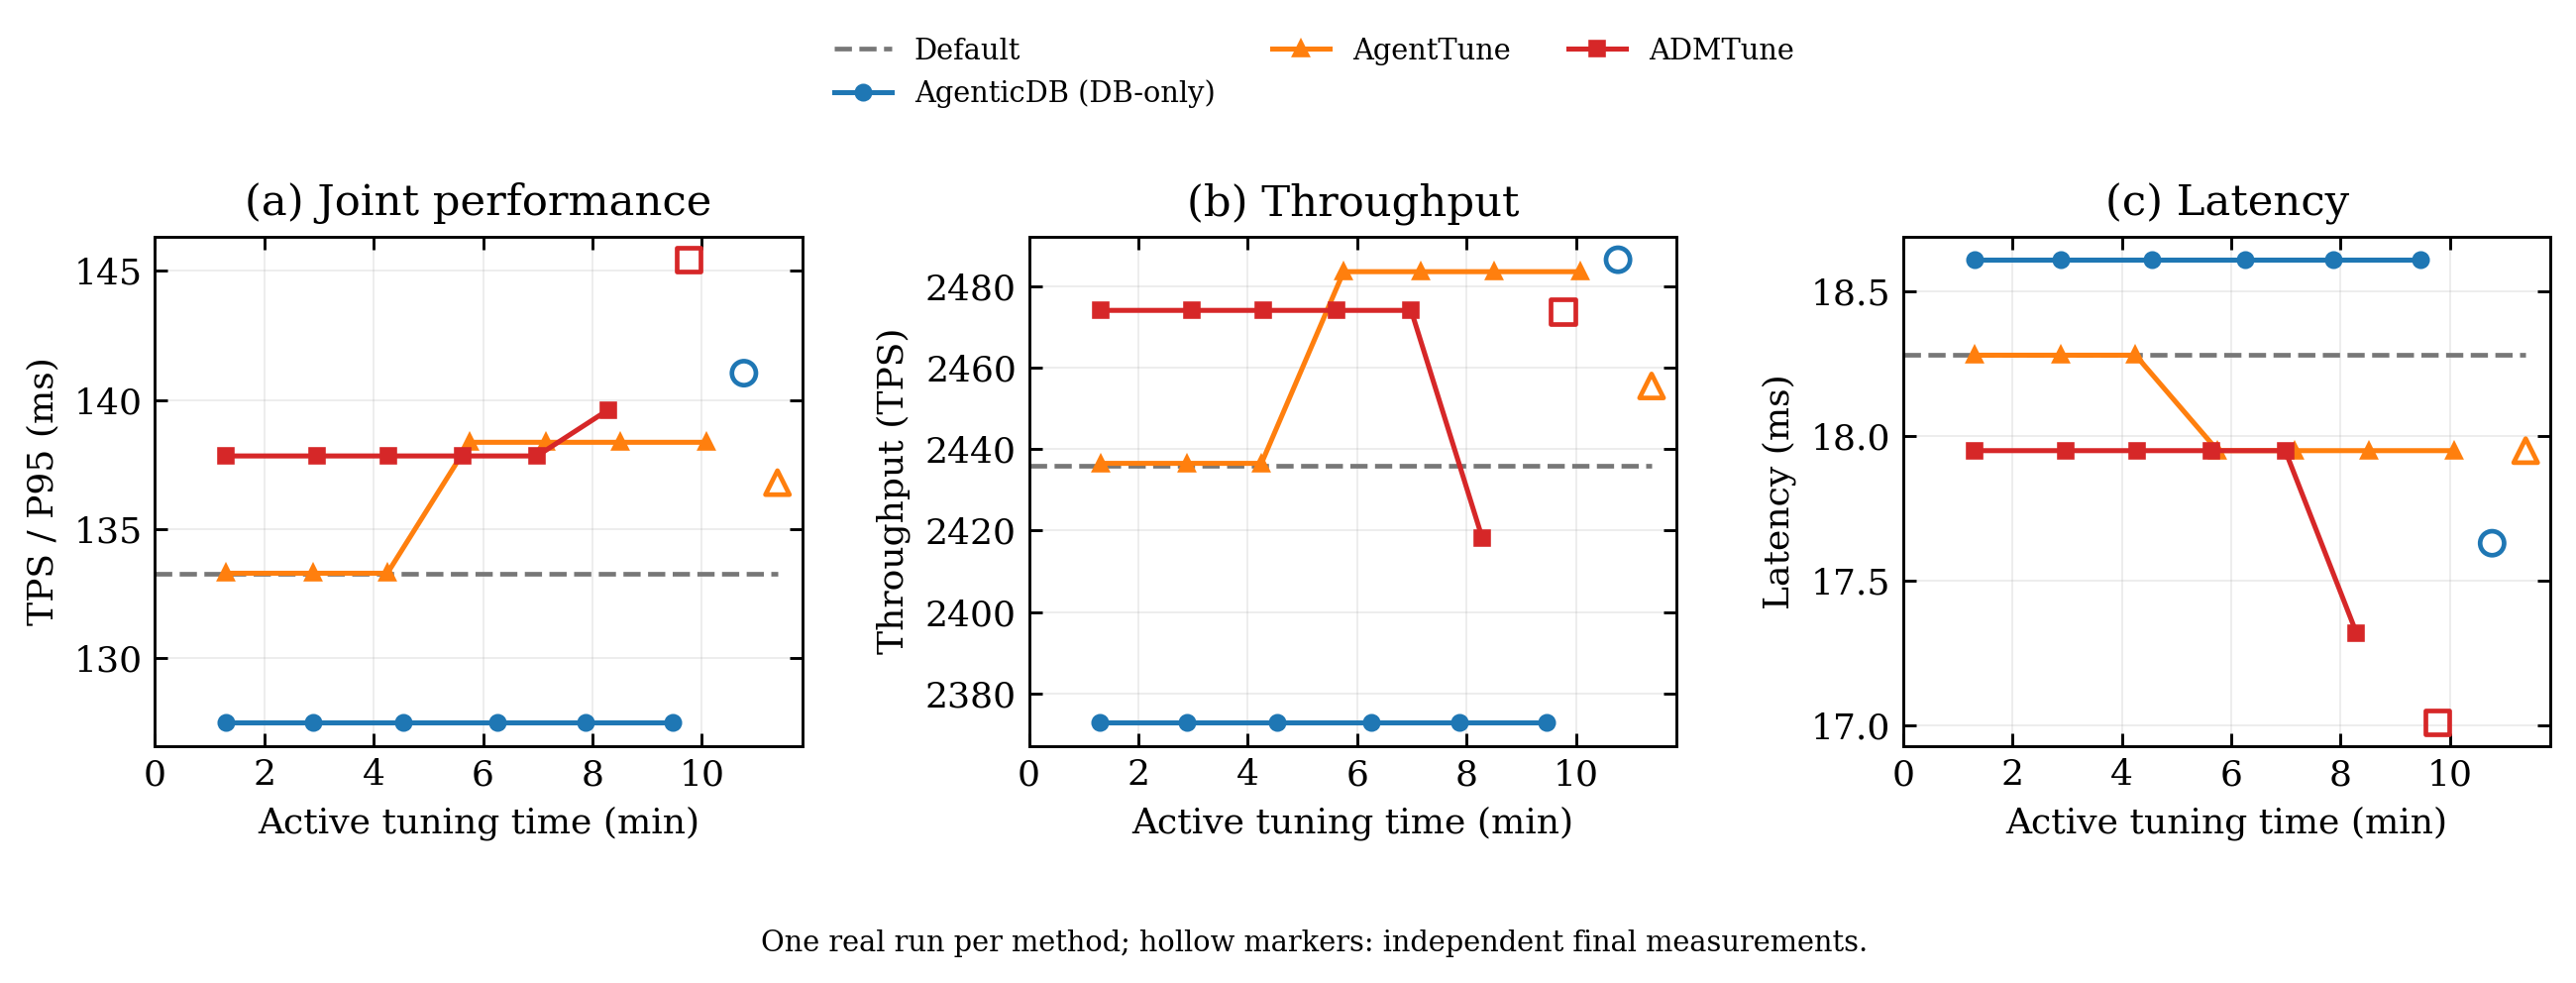 Default
AgenticDB (DB-only)
AgentTune
ADMTune
(a) Joint performance
TPS / P95 (ms)
145
140
135
130
0 2 4 6 8 10
Active tuning time (min)
(b) Throughput
Throughput (TPS)
2480
2460
2440
2420
2400
2380
0 2 4 6 8 10
Active tuning time (min)
(c) Latency
Latency (ms)
18.5
18.0
17.5
17.0
0 2 4 6 8 10
Active tuning time (min)
One real run per method; hollow markers: independent final measurements.